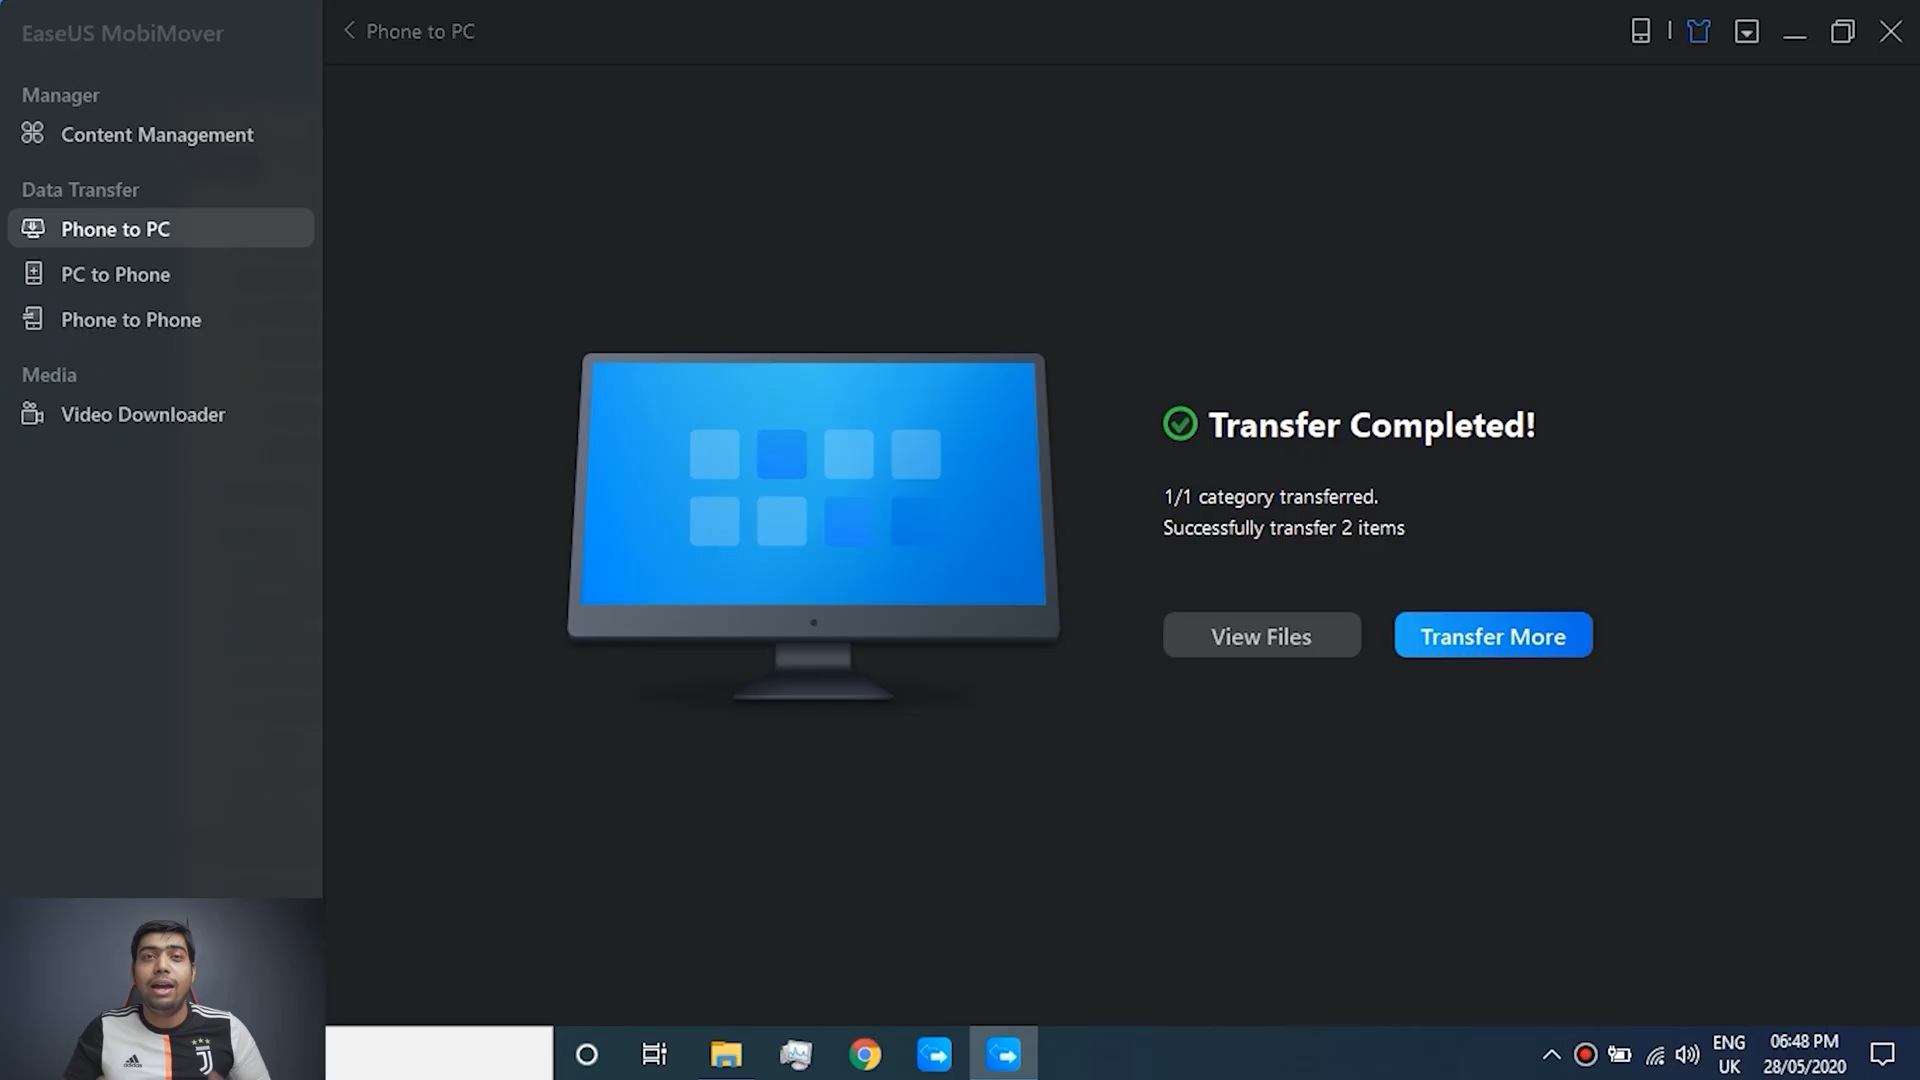 EaseUS MobiMover
Phone to PC
Manager
Content Management
Data Transfer
Phone to PC
PC to Phone
Phone to Phone
Media
Video Downloader
Transfer Completed!
1/1 category transferred.
Successfully transfer 2 items
View Files
Transfer More
ENG
UK
06:48 PM
28/05/2020